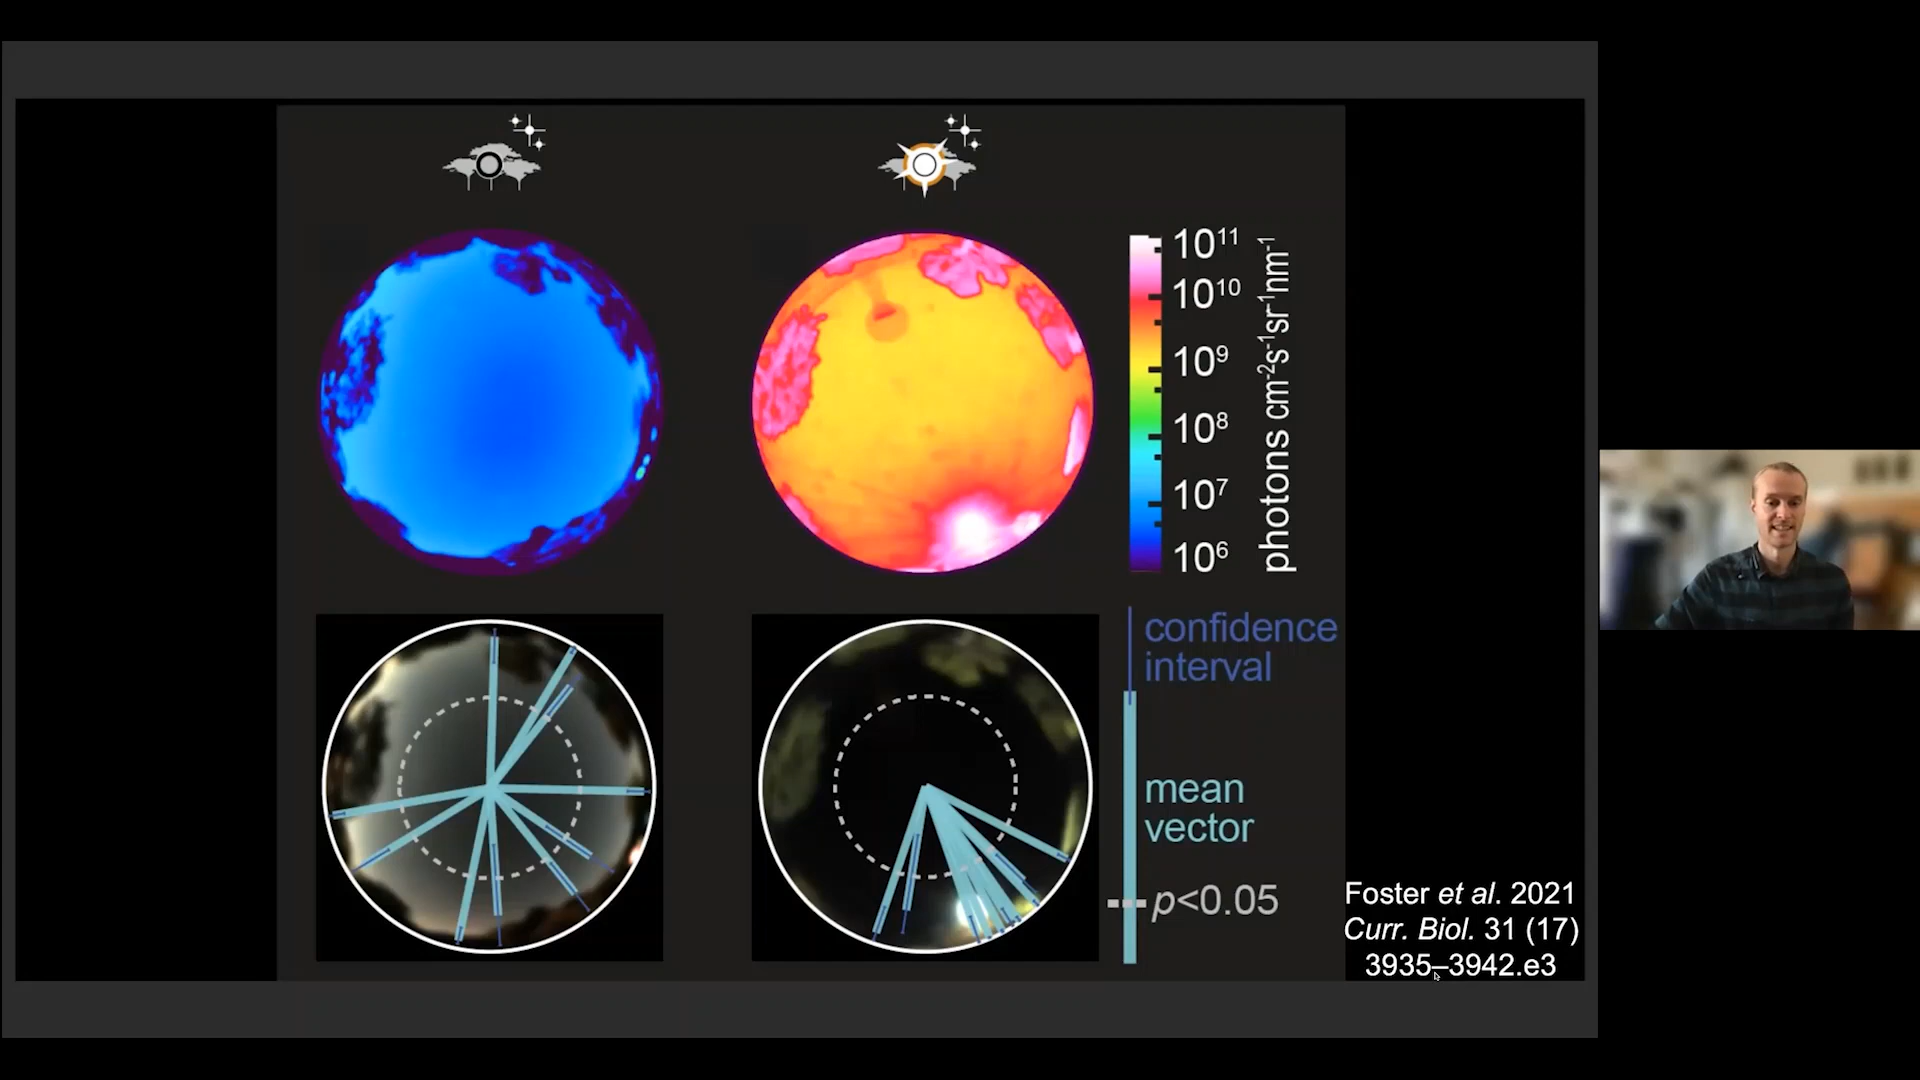 10¹¹
10¹⁰
10⁹
10⁸
10⁷
10⁶
photons cm⁻²s⁻¹sr⁻¹nm⁻¹
confidence
interval
mean
vector
p<0.05
Foster et al. 2021
Curr. Biol. 31 (17)
3935–3942.e3